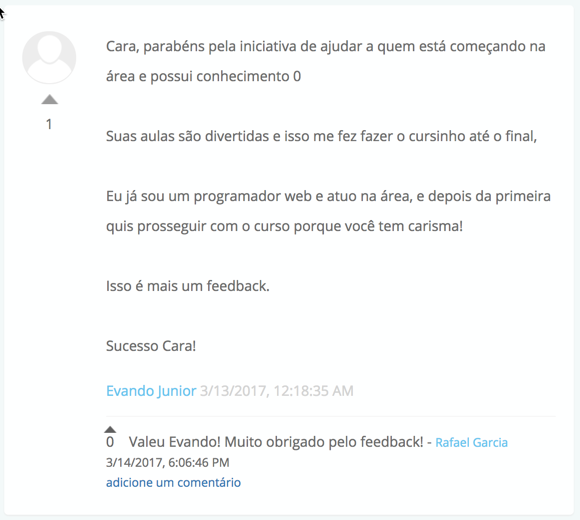 Cara, parabéns pela iniciativa de ajudar a quem está começando na
área e possui conhecimento 0
1
Suas aulas são divertidas e isso me fez fazer o cursinho até o final,
Eu já sou um programador web e atuo na área, e depois da primeira
quis prosseguir com o curso porque você tem carisma!
Isso é mais um feedback.
Sucesso Cara!
Evando Junior 3/13/2017, 12:18:35 AM
0 Valeu Evando! Muito obrigado pelo feedback! - Rafael Garcia
3/14/2017, 6:06:46 PM
adicione um comentário